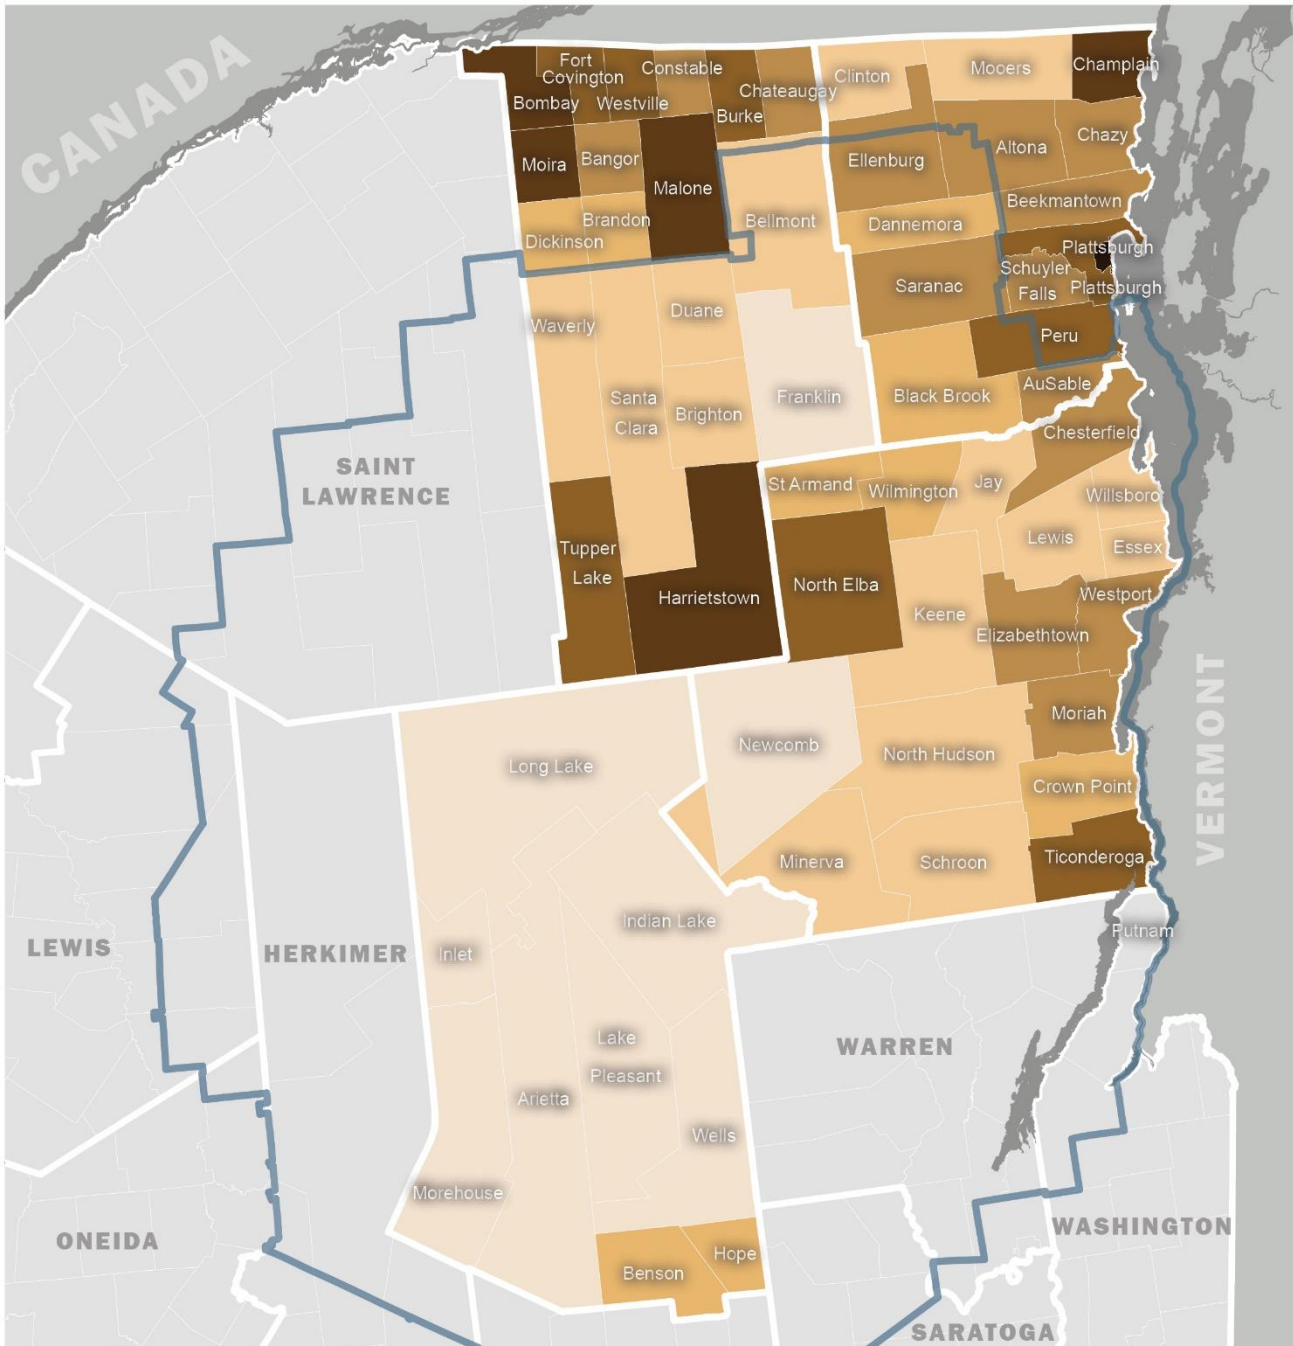 CANADA
Fort
Covington
Constable
Bombay
Westville
Burke
Chateaugay
Clinton
Mooers
Champlain
Moira
Bangor
Malone
Ellenburg
Altona
Chazy
Brandon
Dickinson
Bellmont
Dannemora
Beekmantown
Plattsburgh
Saranac
Schuyler
Falls
Plattsburgh
Waverly
Duane
Peru
Santa
Clara
Brighton
Franklin
Black Brook
AuSable
Chesterfield
SAINT
LAWRENCE
St Armand
Wilmington
Jay
Willsboro
Lewis
Essex
Tupper
Lake
Harrietstown
North Elba
Keene
Westport
Elizabethtown
VERMONT
Moriah
Newcomb
North Hudson
Long Lake
Crown Point
Minerva
Schroon
Ticonderoga
Indian Lake
Putnam
LEWIS
HERKIMER
Inlet
Lake
Pleasant
WARREN
Arietta
Wells
Morehouse
ONEIDA
Benson
Hope
WASHINGTON
SARATOGA